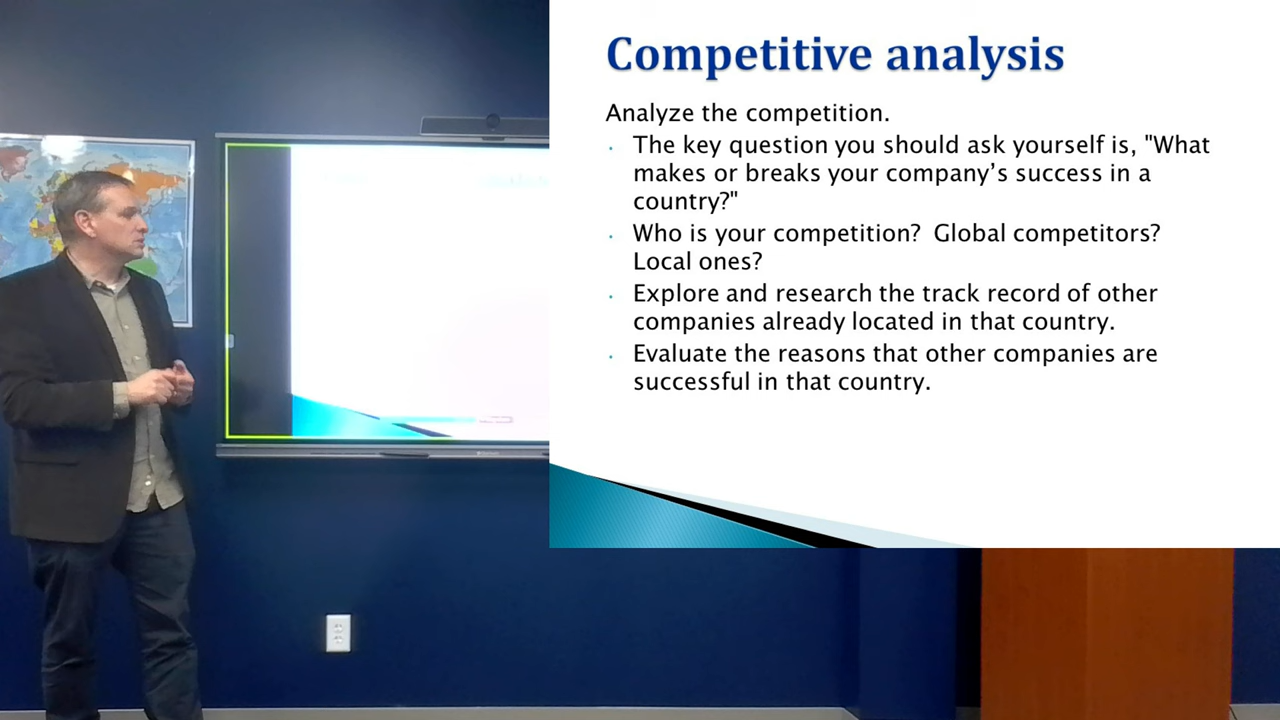 Competitive analysis
Analyze the competition.
· The key question you should ask yourself is, "What
makes or breaks your company’s success in a
country?"
· Who is your competition?  Global competitors?
Local ones?
· Explore and research the track record of other
companies already located in that country.
· Evaluate the reasons that other companies are
successful in that country.